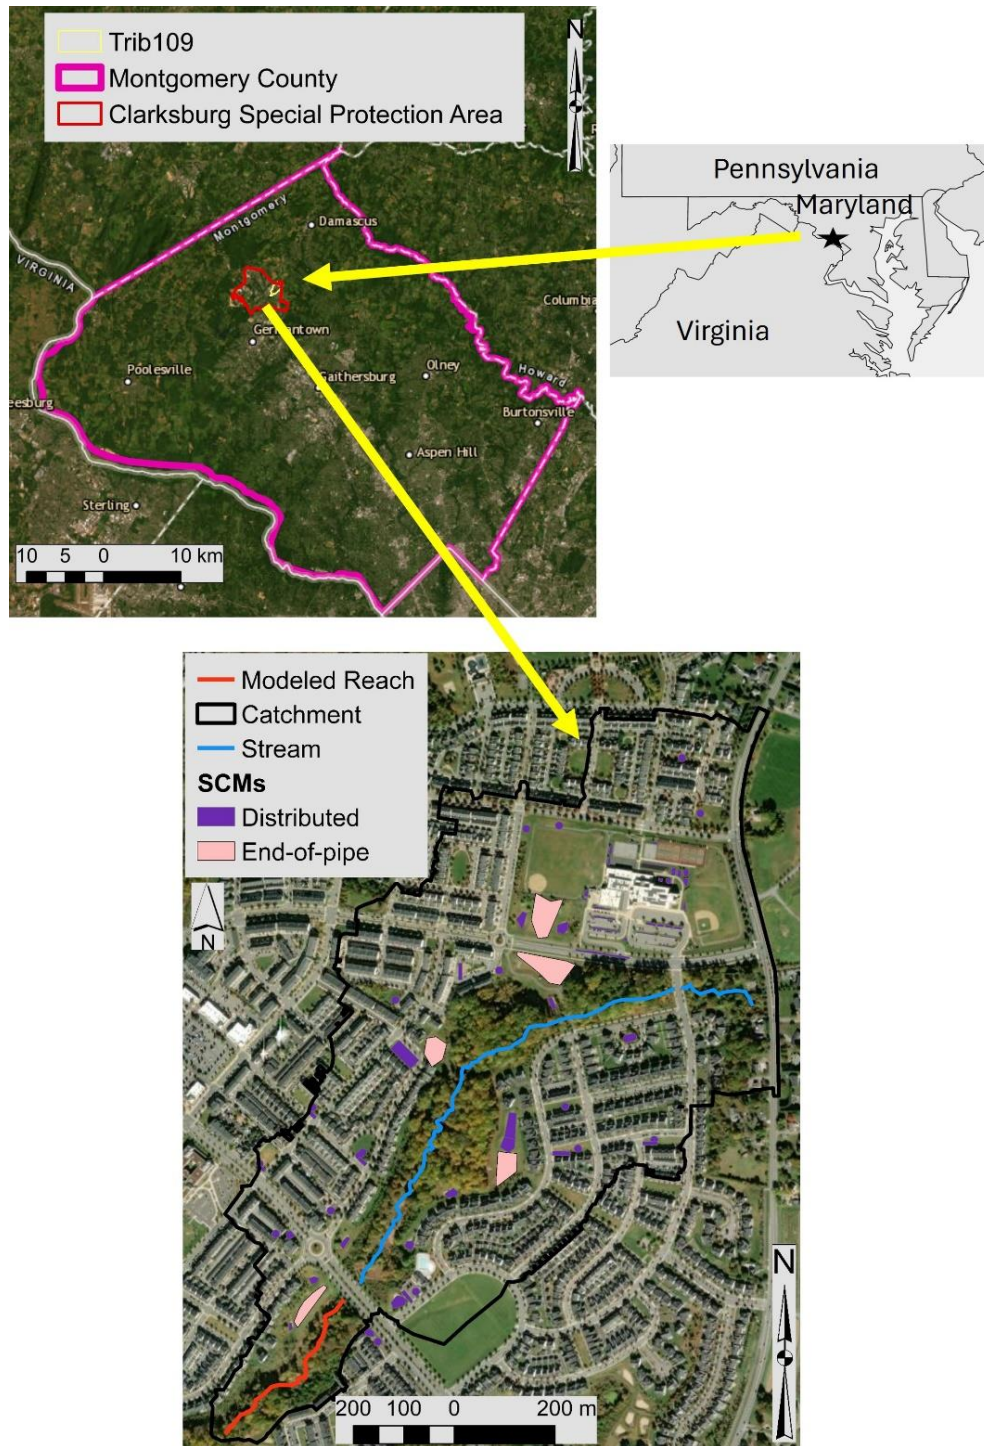 Trib109
Montgomery County
Clarksburg Special Protection Area
N
Montgomery
Damascus
VIRGINIA
Columbia
Germantown
Poolesville
Gaithersburg
Olney
Howard
eesburg
Burtonsville
Aspen Hill
Sterling
10 5 0 10 km
Pennsylvania
Maryland
Virginia
Modeled Reach
Catchment
Stream
SCMs
Distributed
End-of-pipe
N
N
200 100 0 200 m